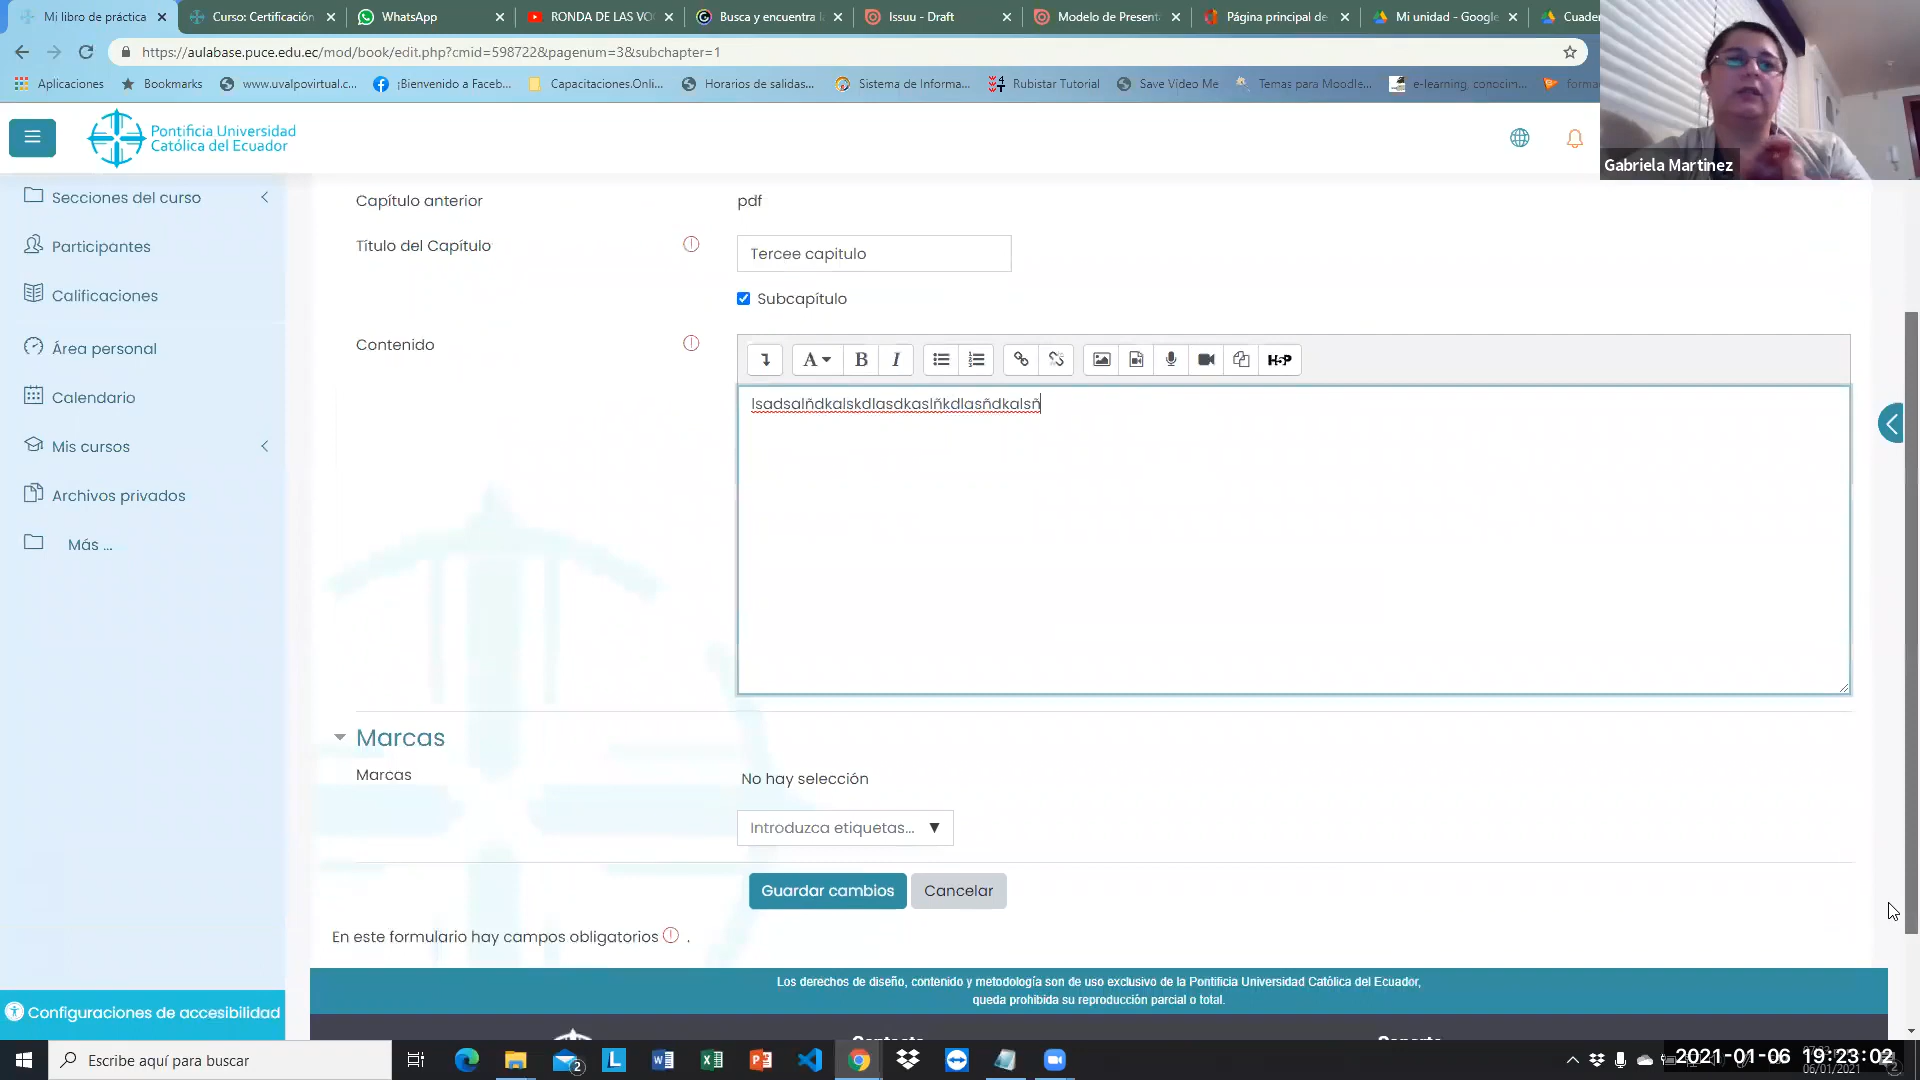 Mi libro de práctica
Curso: Certificación
WhatsApp
RONDA DE LAS VO
Busca y encuentra l
Issuu - Draft
Modelo de Present
Página principal de
Mi unidad - Google
Cuade
https://aulabase.puce.edu.ec/mod/book/edit.php?cmid=598722&pagenum=3&subchapter=1
Aplicaciones
Bookmarks
www.uvalpovirtual.c...
¡Bienvenido a Faceb...
Capacitaciones.Onli...
Horarios de salidas...
Sistema de Informa...
Rubistar Tutorial
Save Video Me
Temas para Moodle...
e-learning, conocim...
forma
Pontificia Universidad
Católica del Ecuador
Gabriela Martinez
Secciones del curso
Participantes
Calificaciones
Área personal
Calendario
Mis cursos
Archivos privados
Más ...
Configuraciones de accesibilidad
Capítulo anterior
pdf
Título del Capítulo
Tercee capitulo
Subcapítulo
Contenido
A B I
H5P
lsadsalñdkalskdlasdkaslñkdlasñdkalsñ
Marcas
Marcas
No hay selección
Introduzca etiquetas...
Guardar cambios
Cancelar
En este formulario hay campos obligatorios .
Los derechos de diseño, contenido y metodología son de uso exclusivo de la Pontificia Universidad Católica del Ecuador,
queda prohibida su reproducción parcial o total.
Escribe aquí para buscar
2
2021-01-06 19:23:02
06/01/2021